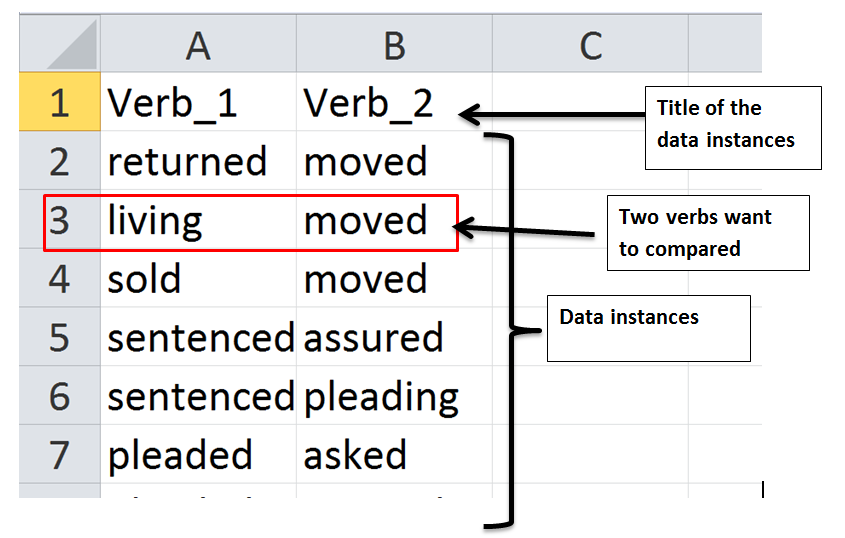 A B C
1 Verb_1 Verb_2
Title of the
data instances
2 returned moved
3 living moved
Two verbs want
to compared
4 sold moved
Data instances
5 sentenced assured
6 sentenced pleading
7 pleaded asked